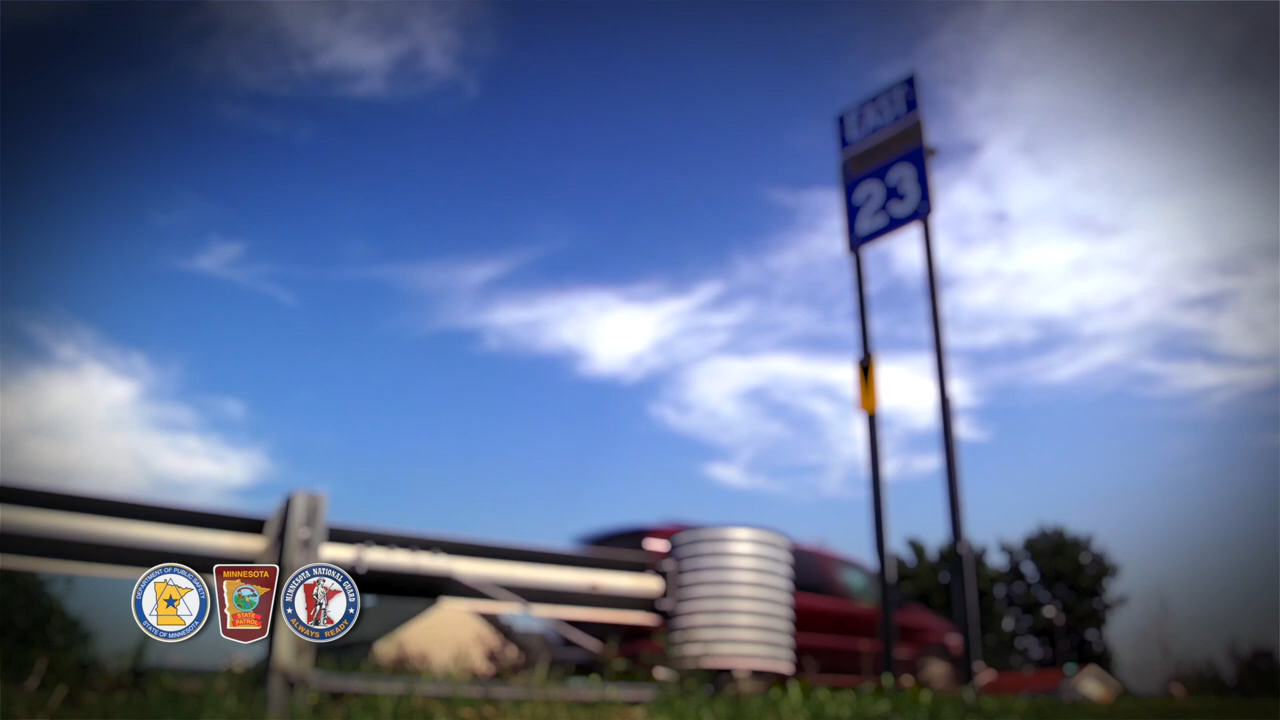 EAST
23
DEPARTMENT OF PUBLIC SAFETY
STATE OF MINNESOTA
MINNESOTA
STATE
PATROL
MINNESOTA NATIONAL GUARD
ALWAYS READY